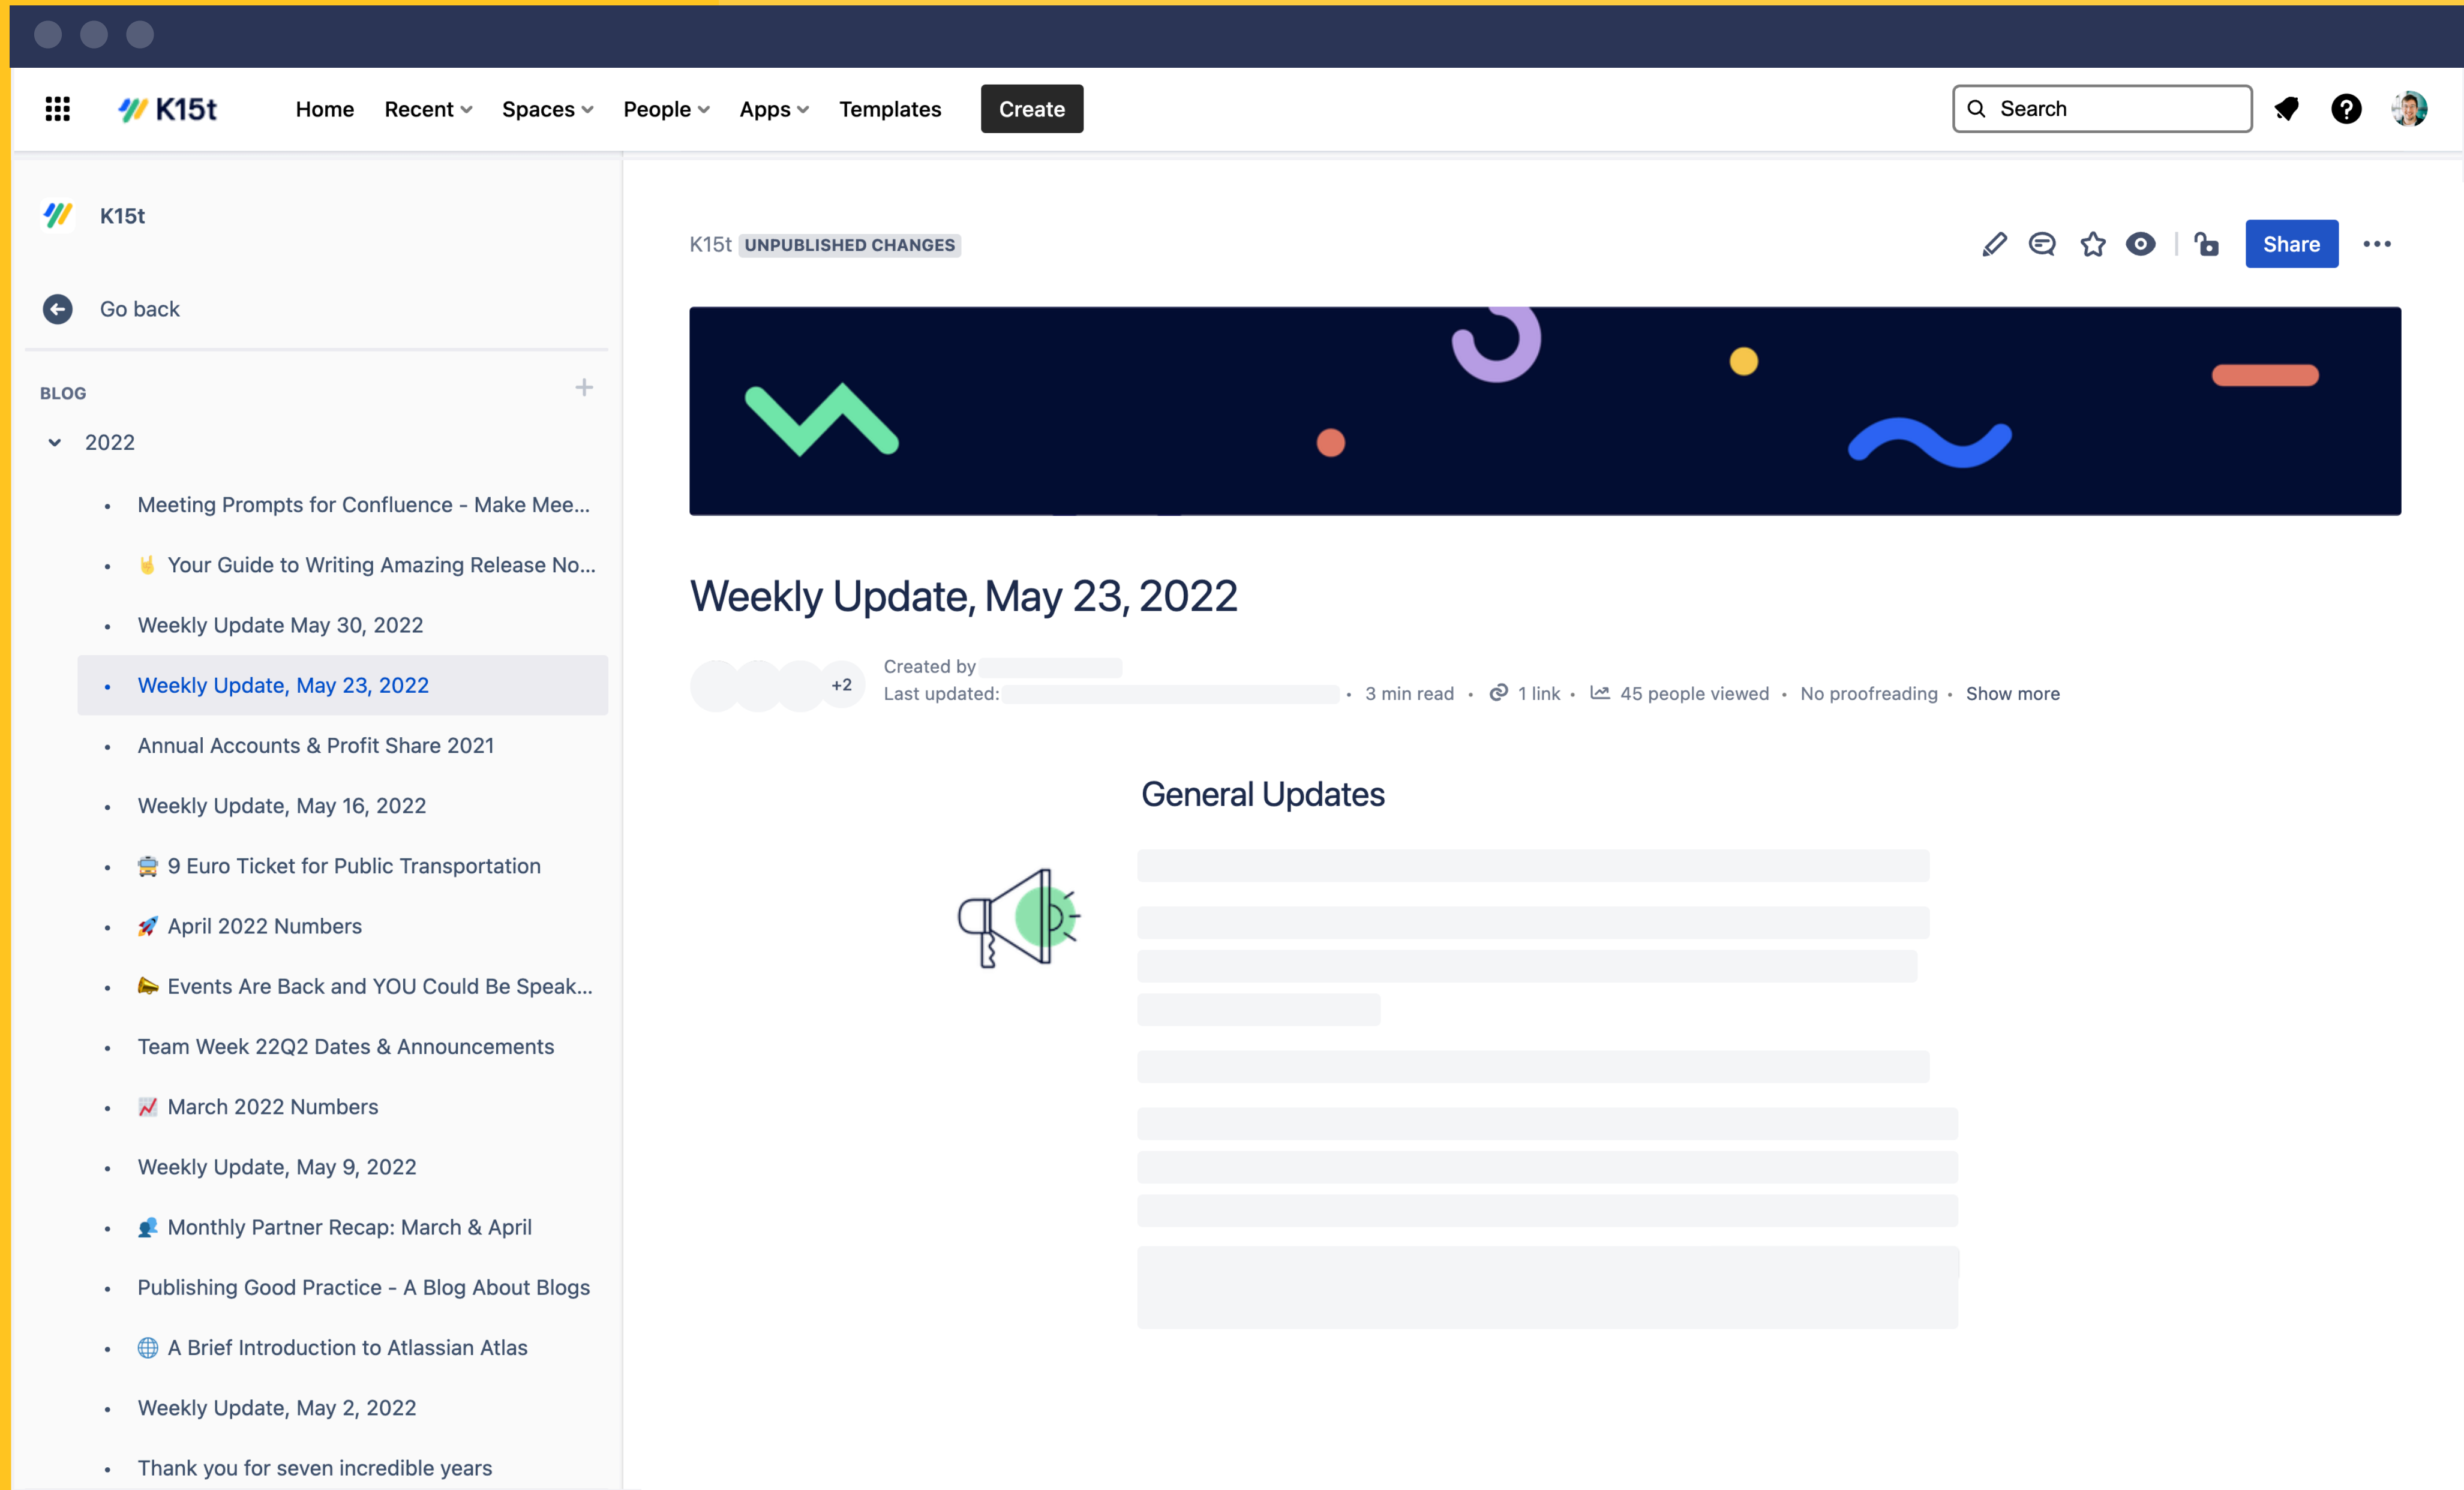 K15t
Home Recent Spaces People Apps Templates Create Search
K15t
Go back
BLOG
2022
Meeting Prompts for Confluence - Make Mee...
🤘 Your Guide to Writing Amazing Release No...
Weekly Update May 30, 2022
Weekly Update, May 23, 2022
Annual Accounts & Profit Share 2021
Weekly Update, May 16, 2022
🚍 9 Euro Ticket for Public Transportation
🚀 April 2022 Numbers
📣 Events Are Back and YOU Could Be Speak...
Team Week 22Q2 Dates & Announcements
📈 March 2022 Numbers
Weekly Update, May 9, 2022
👥 Monthly Partner Recap: March & April
Publishing Good Practice - A Blog About Blogs
🌐 A Brief Introduction to Atlassian Atlas
Weekly Update, May 2, 2022
Thank you for seven incredible years
K15t UNPUBLISHED CHANGES
Share
Weekly Update, May 23, 2022
+2
Created by
Last updated: • 3 min read • 1 link • 45 people viewed • No proofreading • Show more
General Updates